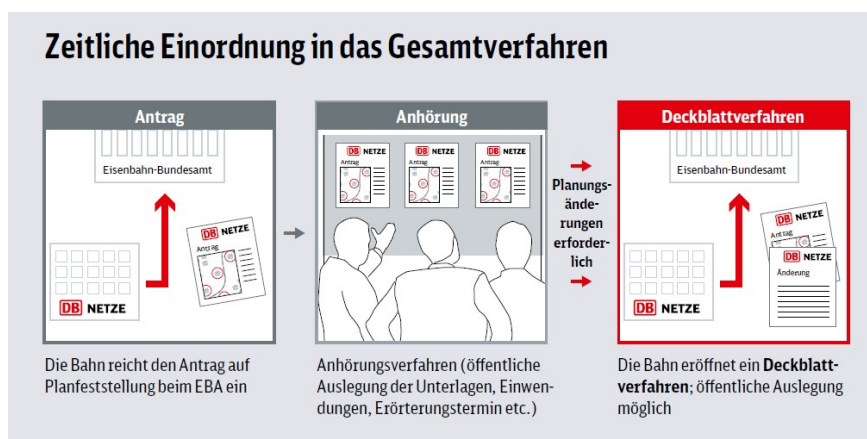 Zeitliche Einordnung in das Gesamtverfahren
Antrag
Eisenbahn-Bundesamt
DB NETZE
Antrag
DB NETZE
Die Bahn reicht den Antrag auf
Planfeststellung beim EBA ein
Anhörung
DB NETZE
Antrag
DB NETZE
Antrag
DB NETZE
Antrag
Anhörungsverfahren (öffentliche
Auslegung der Unterlagen, Einwen-
dungen, Erörterungstermin etc.)
Planungs-
ände-
rungen
erforder-
lich
Deckblattverfahren
Eisenbahn-Bundesamt
DB NETZE
Antrag
DB NETZE
Änderung
DB NETZE
Die Bahn eröffnet ein Deckblatt-
verfahren; öffentliche Auslegung
möglich